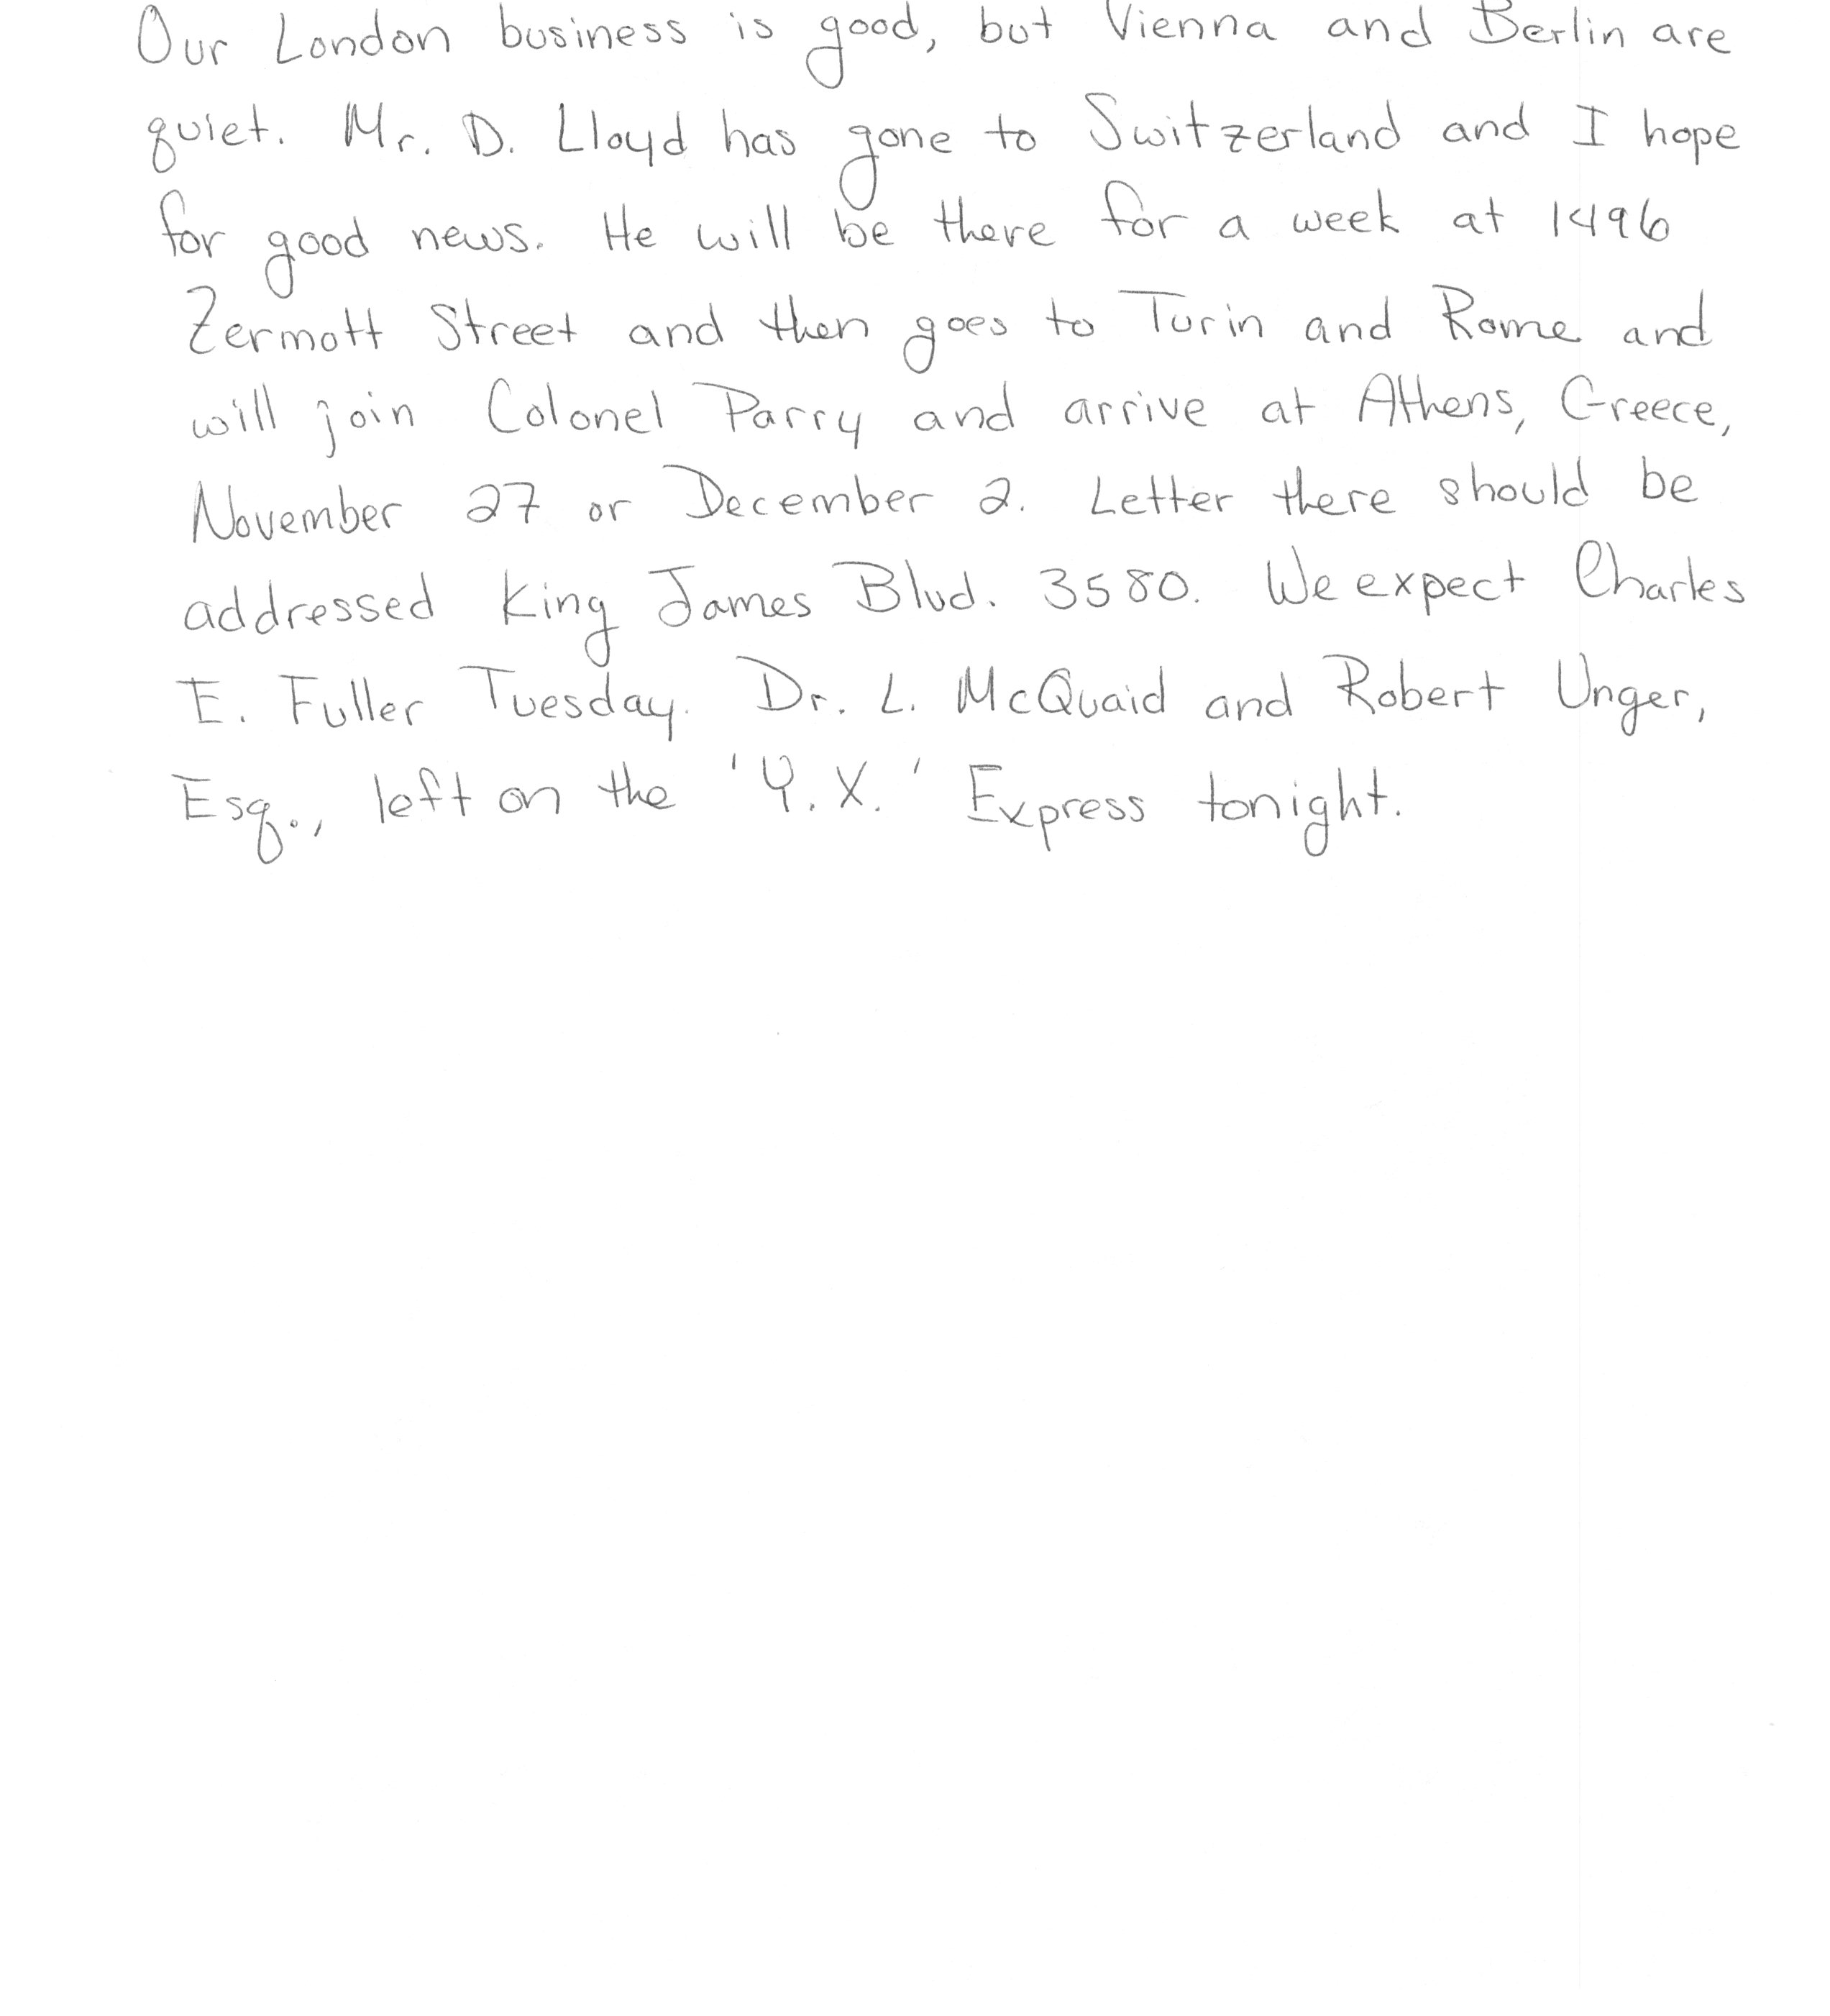 Our London business is good, but Vienna and Berlin are
quiet. Mr. D. Lloyd has gone to Switzerland and I hope
for good news. He will be there for a week at 1496
Zermott Street and then goes to Turin and Rome and
will join Colonel Parry and arrive at Athens, Greece,
November 27 or December 2. Letter there should be
addressed King James Blvd. 3580. We expect Charles
E. Fuller Tuesday. Dr. L. McQuaid and Robert Unger,
Esq., left on the 'Y.X.' Express tonight.